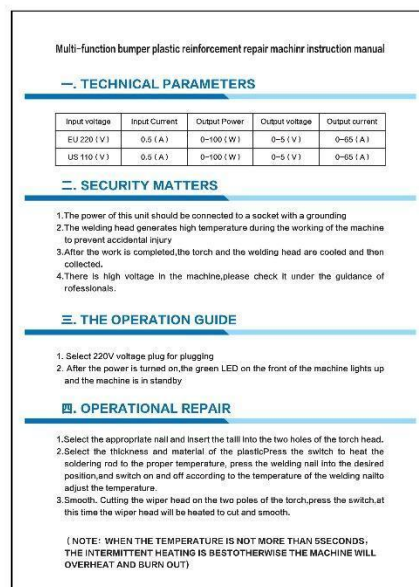 Multi-function bumper plastic reinforcement repair machinr instruction manual
一. TECHNICAL PARAMETERS
Input voltage Input Current Output Power Output voltage Output current
EU 220 ( V ) 0.5 ( A ) 0-100 ( W ) 0-5 ( V ) 0-65 ( A )
US 110 ( V ) 0.5 ( A ) 0-100 ( W ) 0-5 ( V ) 0-65 ( A )
二. SECURITY MATTERS
1.The power of this unit should be connected to a socket with a grounding
2.The welding head generates high temperature during the working of the machine
to prevent accidental injury
3.After the work is completed,the torch and the welding head are cooled and then
collected.
4.There is high voltage in the machine,please check it under the guidance of
rofessionals.
三. THE OPERATION GUIDE
1. Select 220V voltage plug for plugging
2. After the power is turned on,the green LED on the front of the machine lights up
and the machine is in standby
四. OPERATIONAL REPAIR
1.Select the appropriate nail and insert the taill into the two holes of the torch head.
2.Select the thickness and material of the plasticPress the switch to heat the
soldering rod to the proper temperature, press the welding nail into the desired
position,and switch on and off according to the temperature of the welding nailto
adjust the temperature.
3.Smooth. Cutting the wiper head on the two poles of the torch,press the switch,at
this time the wiper head will be heated to cut and smooth.
( NOTE: WHEN THE TEMPERATURE IS NOT MORE THAN 5SECONDS,
THE INTERMITTENT HEATING IS BESTOTHERWISE THE MACHINE WILL
OVERHEAT AND BURN OUT)